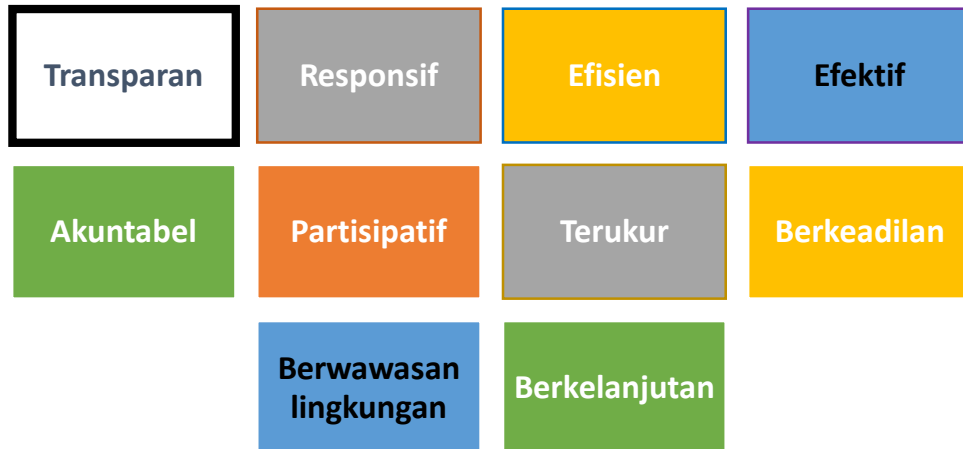 Transparan
Responsif
Efisien
Efektif
Akuntabel
Partisipatif
Terukur
Berkeadilan
Berwawasan
lingkungan
Berkelanjutan